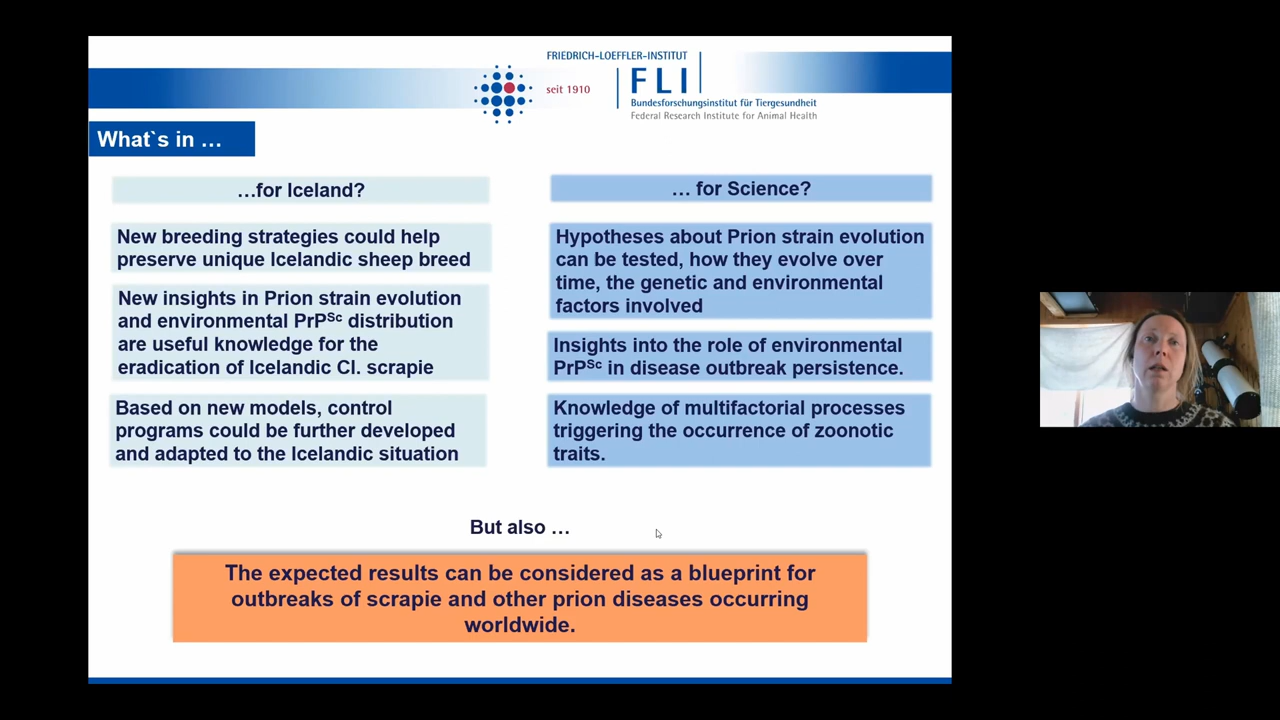 FRIEDRICH-LOEFFLER-INSTITUT
seit 1910
FLI
Bundesforschungsinstitut für Tiergesundheit
Federal Research Institute for Animal Health
What`s in …
…for Iceland?
New breeding strategies could help
preserve unique Icelandic sheep breed
New insights in Prion strain evolution
and environmental PrPSc distribution
are useful knowledge for the
eradication of Icelandic Cl. scrapie
Based on new models, control
programs could be further developed
and adapted to the Icelandic situation
… for Science?
Hypotheses about Prion strain evolution
can be tested, how they evolve over
time, the genetic and environmental
factors involved
Insights into the role of environmental
PrPSc in disease outbreak persistence.
Knowledge of multifactorial processes
triggering the occurrence of zoonotic
traits.
But also …
The expected results can be considered as a blueprint for
outbreaks of scrapie and other prion diseases occurring
worldwide.